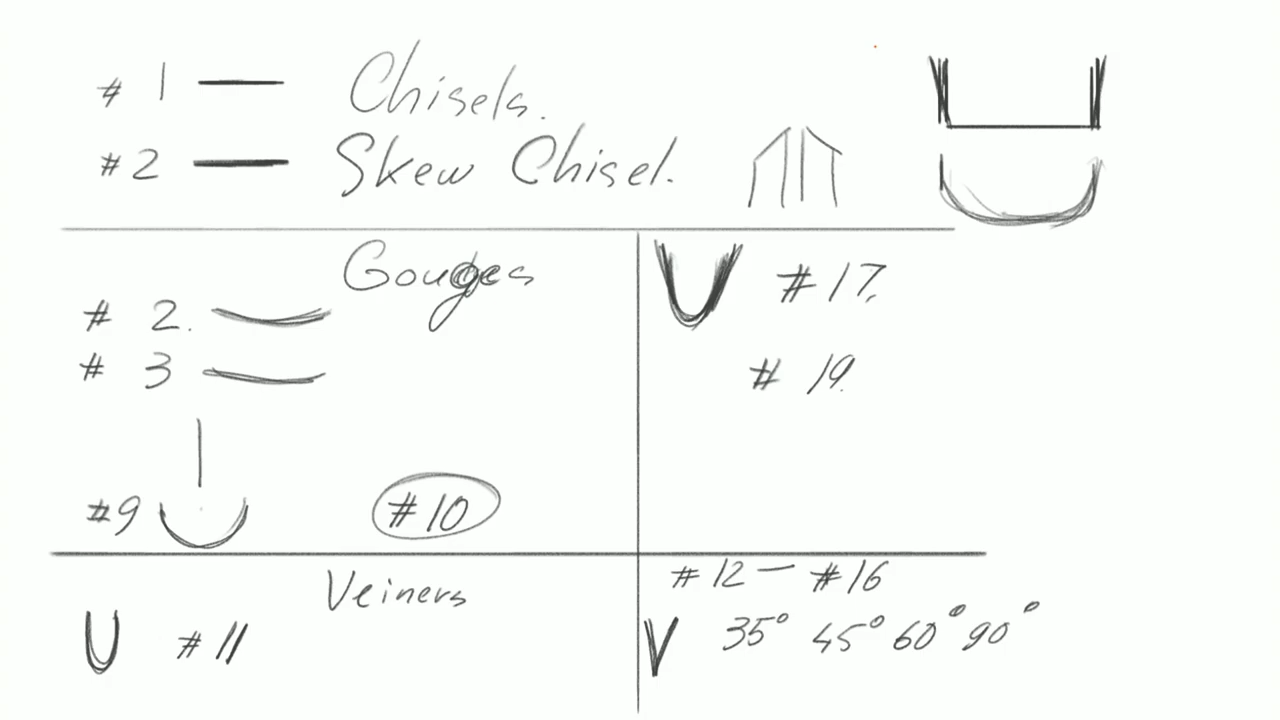 # 1 — Chisels.
# 2 — Skew Chisel.
Gouges
# 2.
# 3
#9
#10
# 17.
# 19.
Veiners
# 11
# 12 — # 16
35° 45° 60° 90°